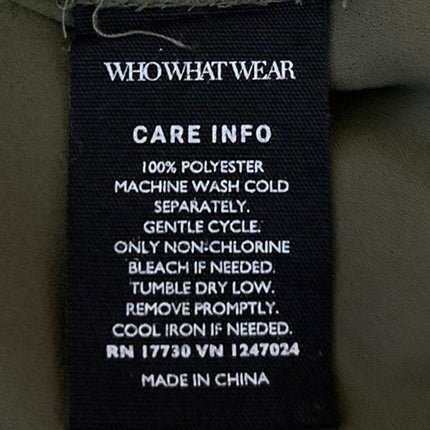 WHO WHAT WEAR
CARE INFO
100% POLYESTER
MACHINE WASH COLD
SEPARATELY.
GENTLE CYCLE.
ONLY NON-CHLORINE
BLEACH IF NEEDED.
TUMBLE DRY LOW.
REMOVE PROMPTLY.
COOL IRON IF NEEDED.
RN 17730 VN 1247024
MADE IN CHINA